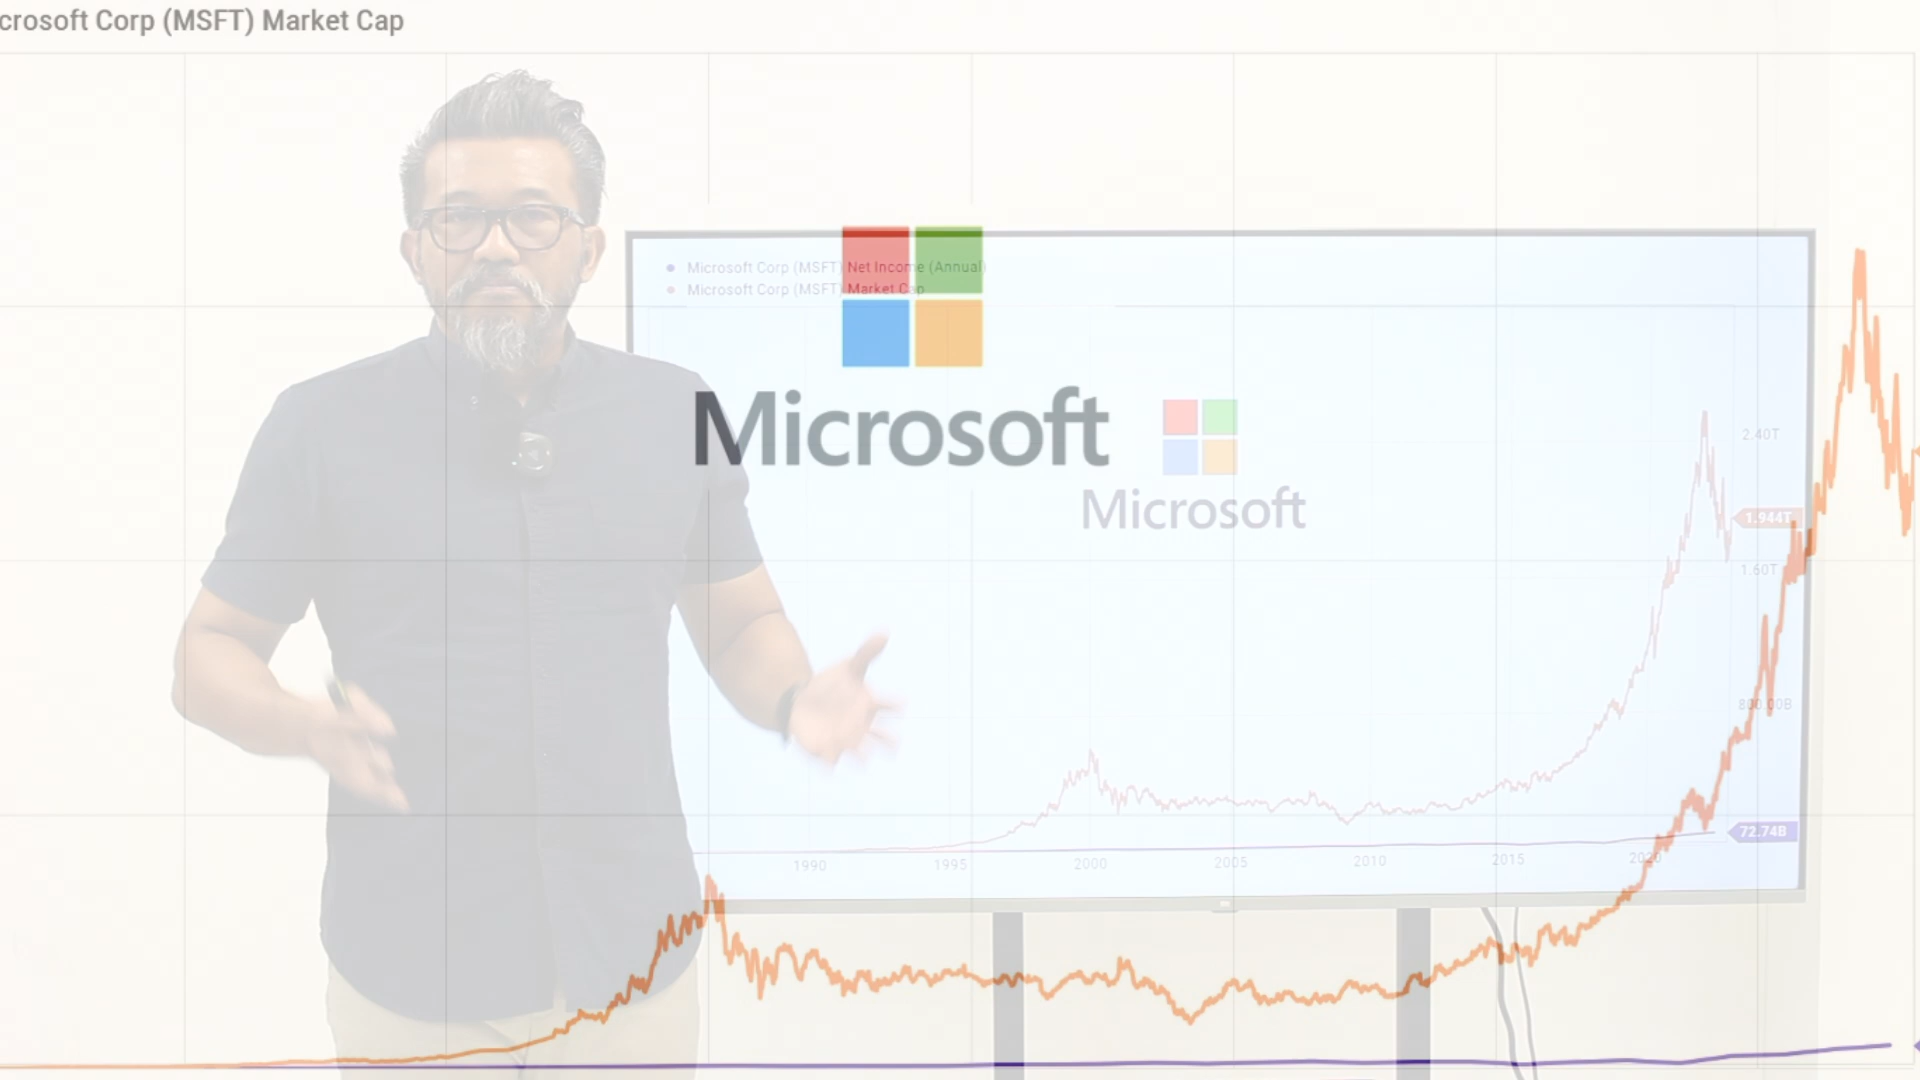 crosoft Corp (MSFT) Market Cap
Microsoft Corp (MSFT) Net Income (Annual)
Microsoft Corp (MSFT) Market Cap
Microsoft
Microsoft
2.40T
1.944T
1.60T
800.00B
72.74B
1990 1995 2000 2005 2010 2015 2020